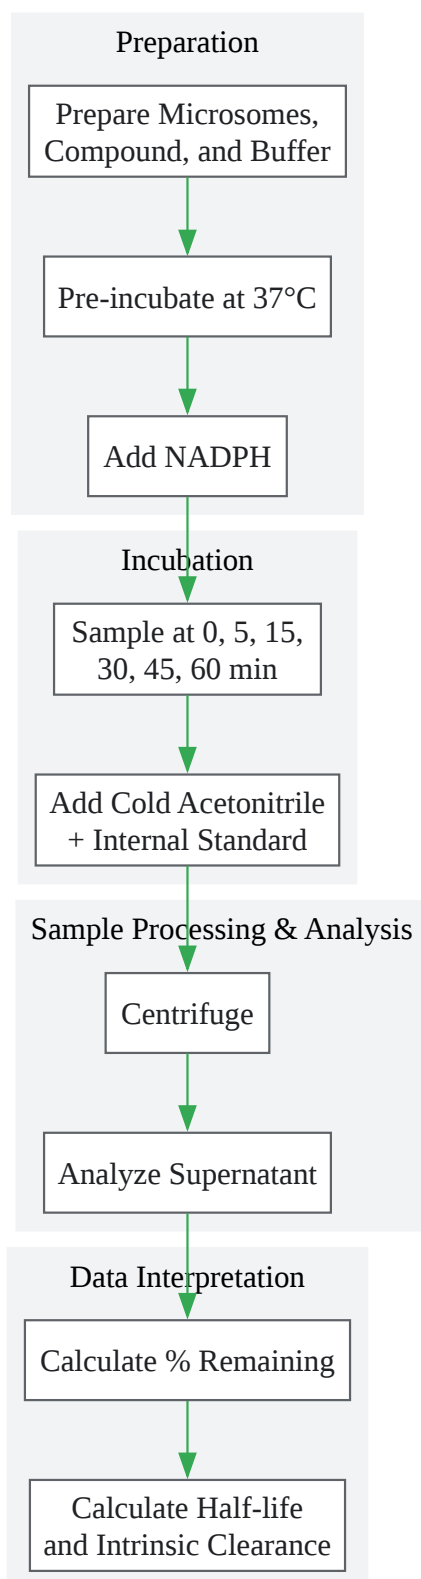 Preparation
Prepare Microsomes,
Compound, and Buffer
Pre-incubate at 37°C
Add NADPH
Incubation
Sample at 0, 5, 15,
30, 45, 60 min
Add Cold Acetonitrile
+ Internal Standard
Sample Processing & Analysis
Centrifuge
Analyze Supernatant
Data Interpretation
Calculate % Remaining
Calculate Half-life
and Intrinsic Clearance